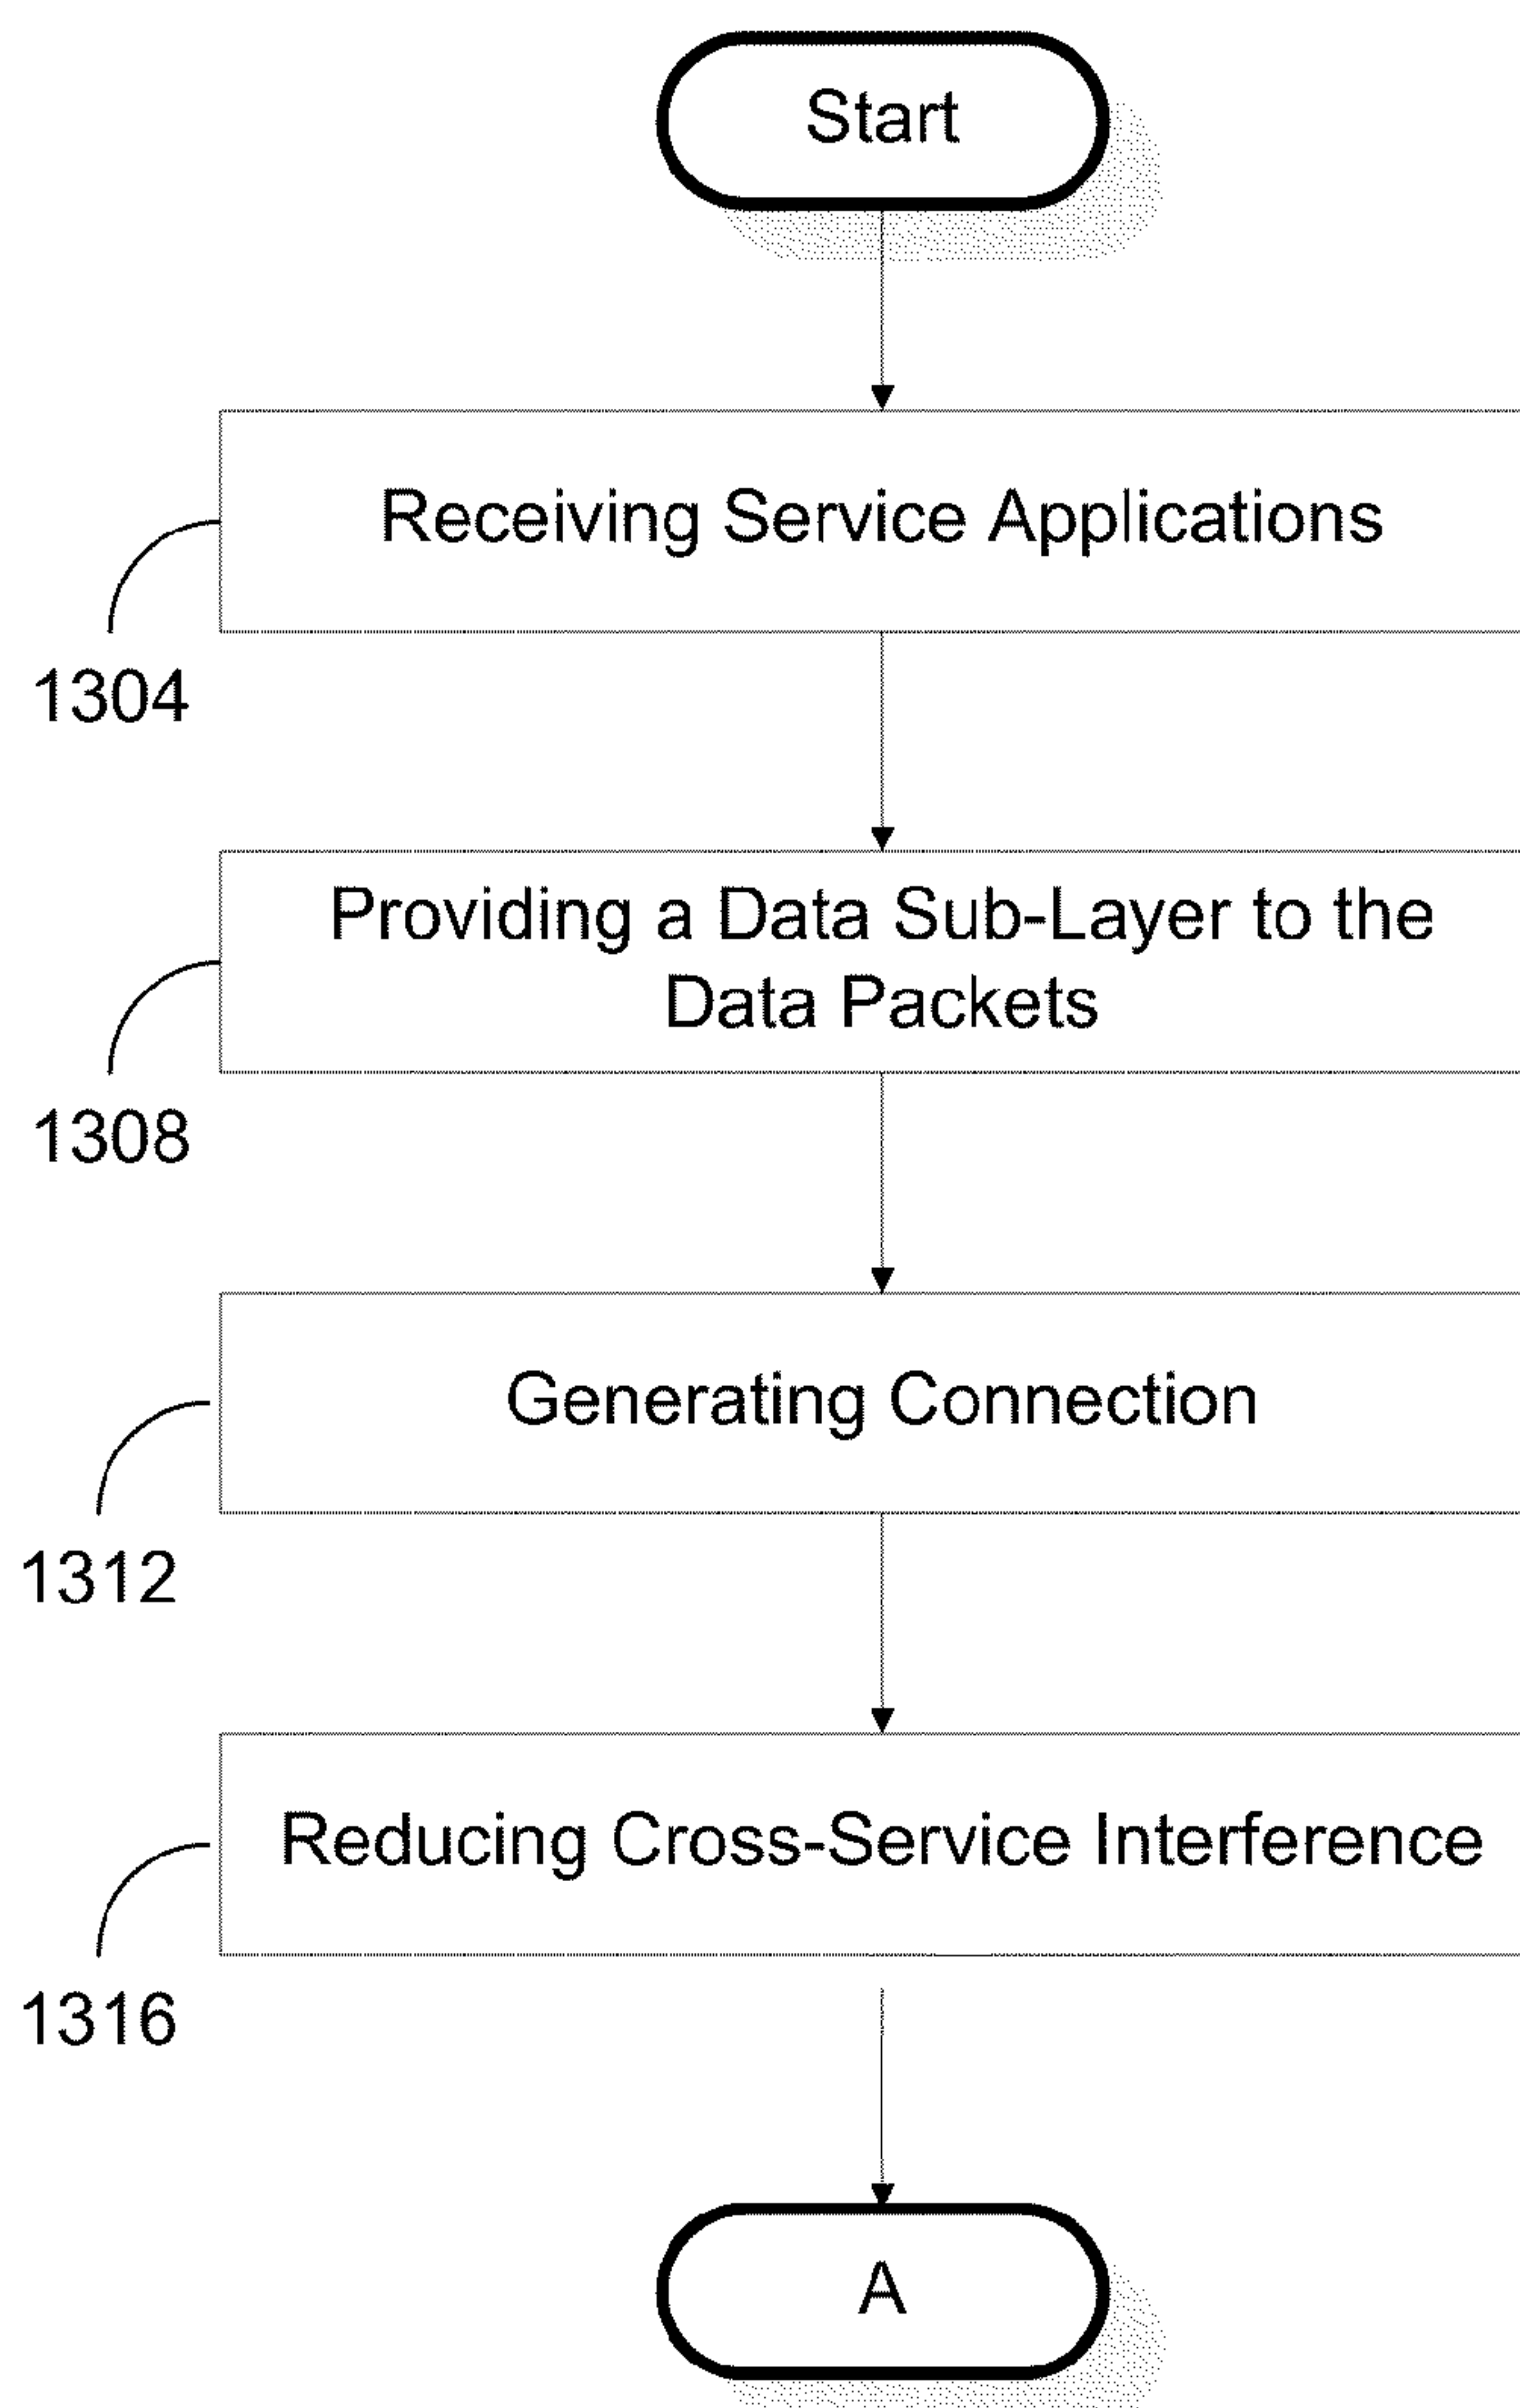 Start
Receiving Service Applications
1304
Providing a Data Sub-Layer to the
Data Packets
1308
Generating Connection
1312
Reducing Cross-Service Interference
1316
A